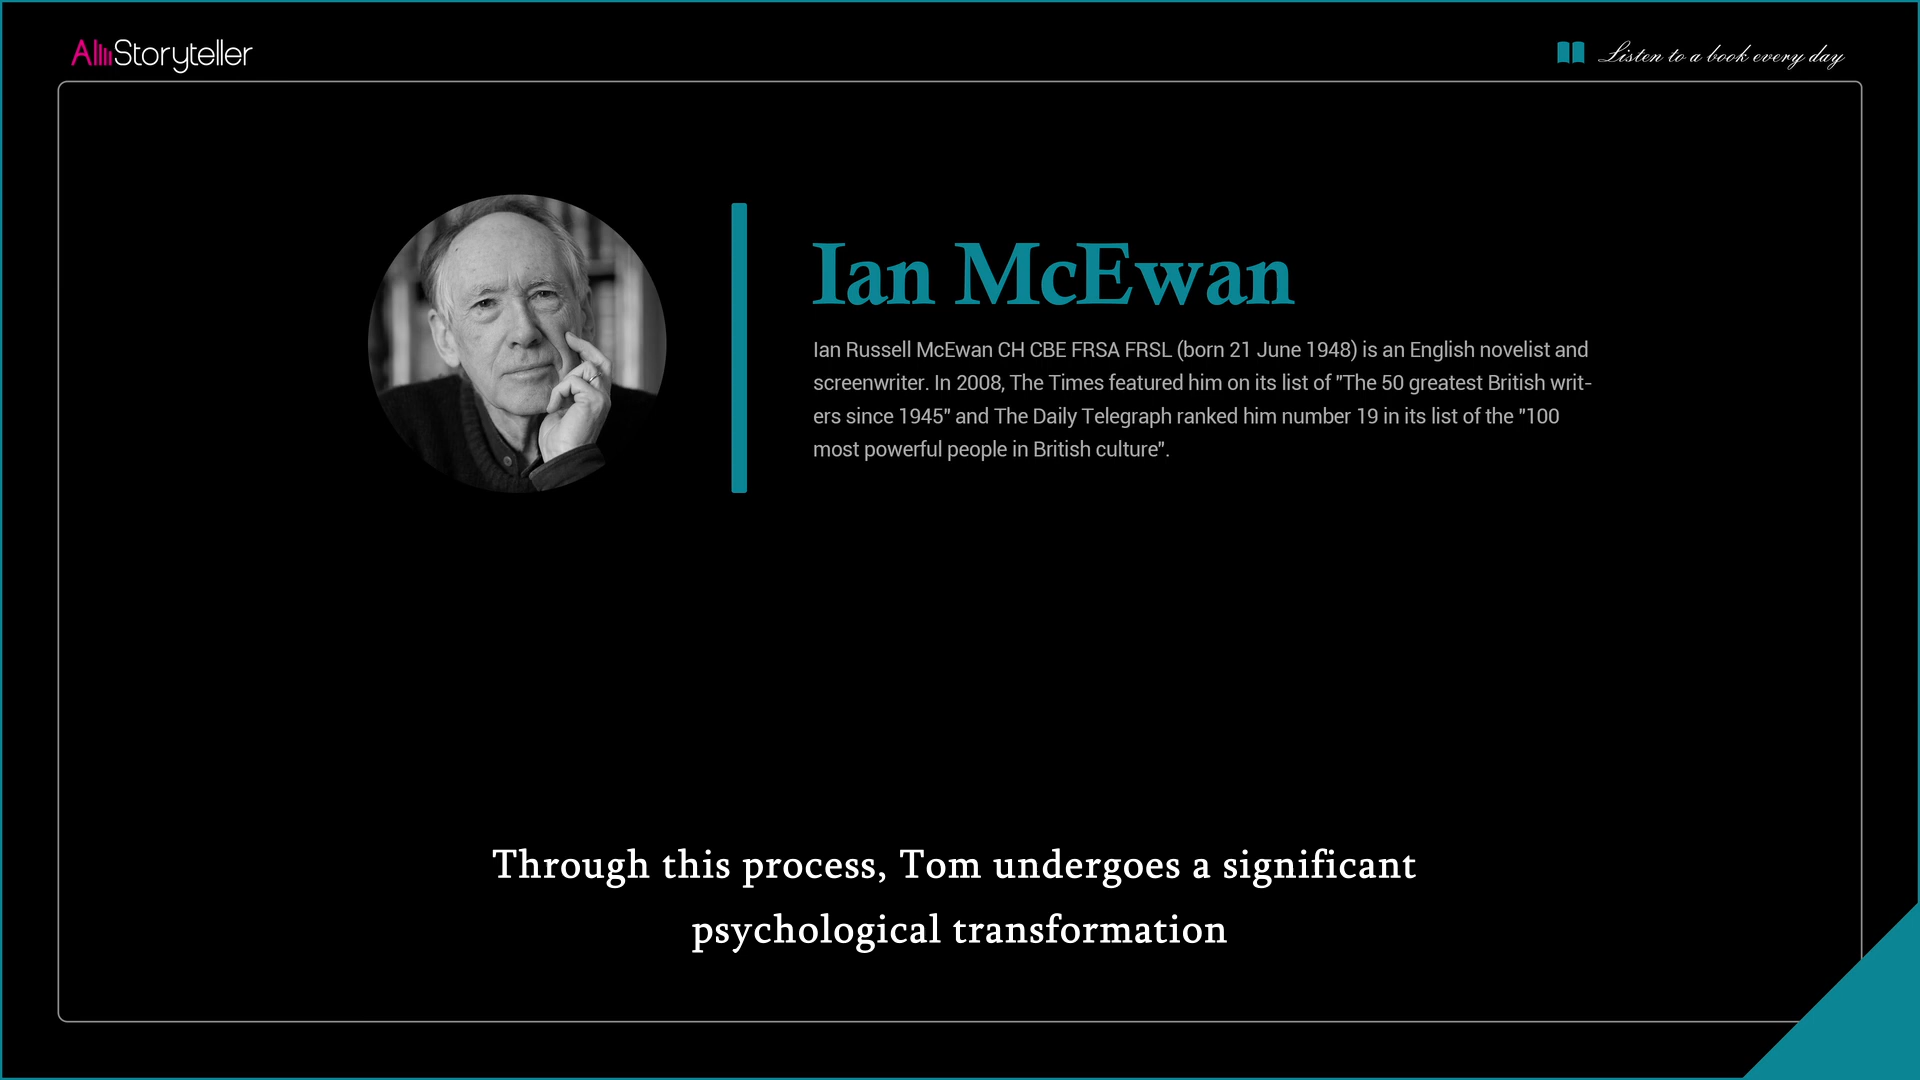 AllStoryteller
Listen to a book every day
Ian McEwan
Ian Russell McEwan CH CBE FRSA FRSL (born 21 June 1948) is an English novelist and
screenwriter. In 2008, The Times featured him on its list of "The 50 greatest British writ-
ers since 1945" and The Daily Telegraph ranked him number 19 in its list of the "100
most powerful people in British culture".
Through this process, Tom undergoes a significant
psychological transformation